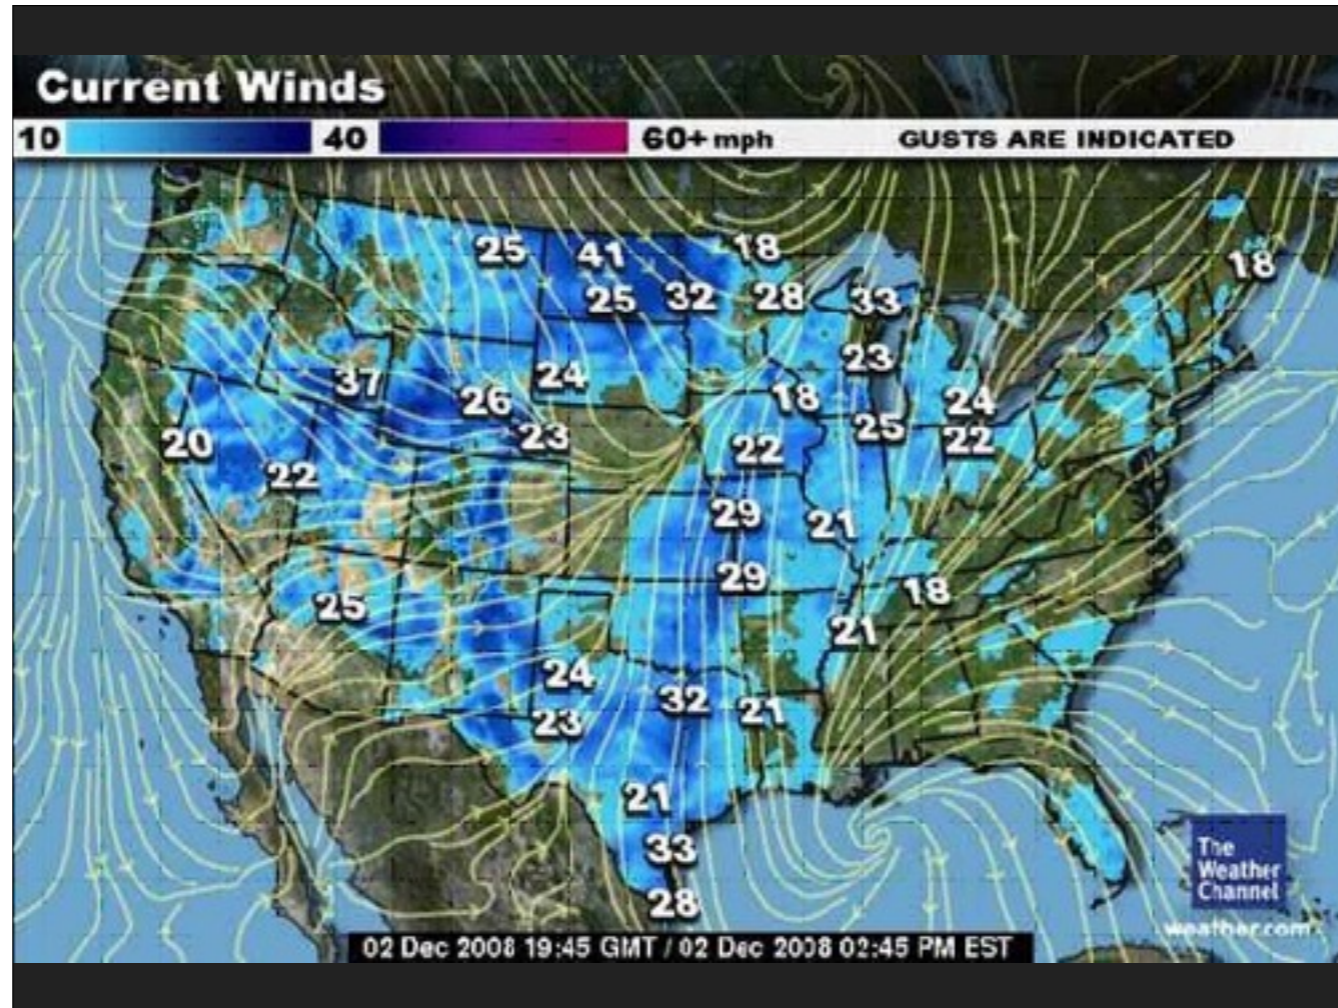 Current Winds
10 40 60+ mph GUSTS ARE INDICATED
25 41 18
18
25 32 28 33
23
37 24
26 18 24
23 25 22
20 22
22
29 21
29
25 18
21
24
32 21
23
21
33
The
Weather
Channel
28
weather.com
02 Dec 2008 19:45 GMT / 02 Dec 2008 02:45 PM EST